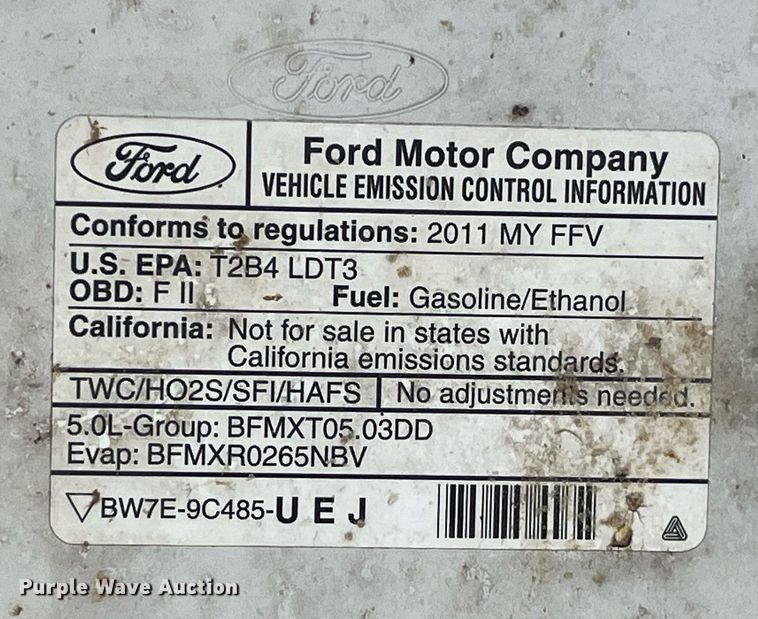 Ford
Ford
Ford Motor Company
VEHICLE EMISSION CONTROL INFORMATION
Conforms to regulations: 2011 MY FFV
U.S. EPA: T2B4 LDT3
OBD: F II Fuel: Gasoline/Ethanol
California: Not for sale in states with
California emissions standards.
TWC/HO2S/SFI/HAFS No adjustments needed.
5.0L-Group: BFMXT05.03DD
Evap: BFMXR0265NBV
BW7E-9C485-U E J
Purple Wave Auction